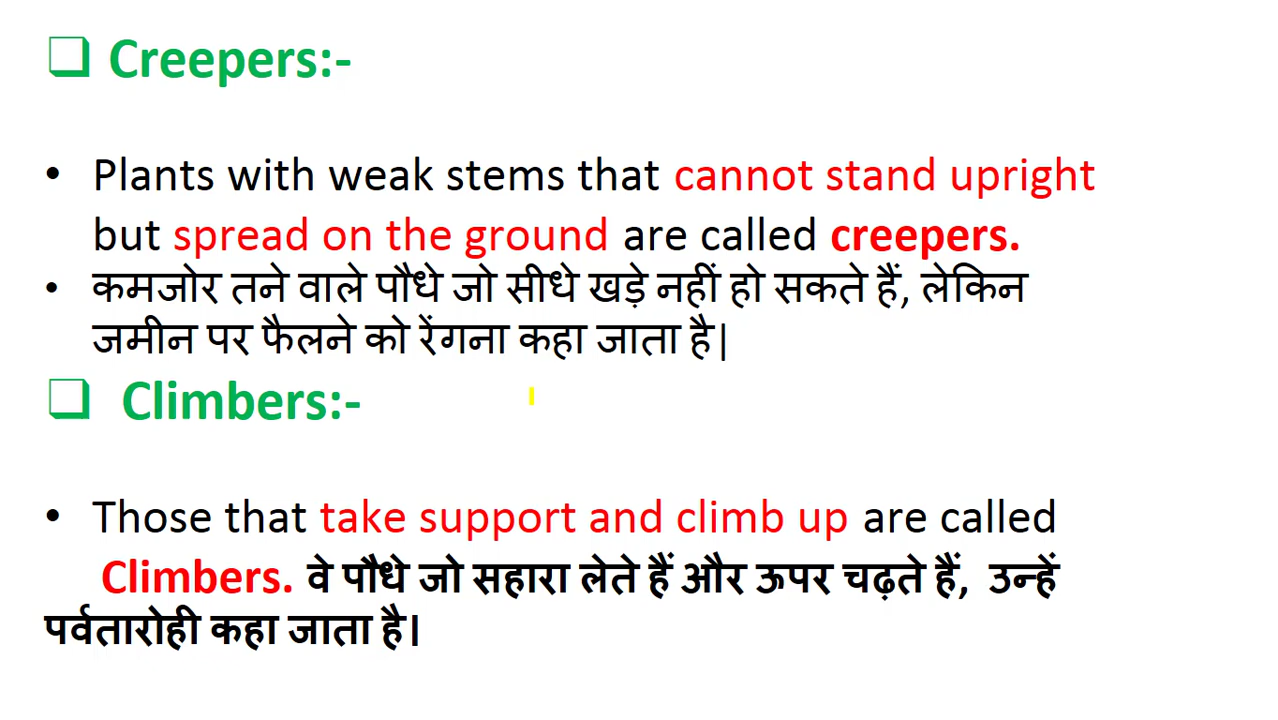 ❑ Creepers:-
• Plants with weak stems that cannot stand upright
but spread on the ground are called creepers.
• कमजोर तने वाले पौधे जो सीधे खड़े नहीं हो सकते हैं, लेकिन
जमीन पर फैलने को रेंगना कहा जाता है|
❑ Climbers:-
• Those that take support and climb up are called
Climbers. वे पौधे जो सहारा लेते हैं और ऊपर चढ़ते हैं, उन्हें
पर्वतारोही कहा जाता है।